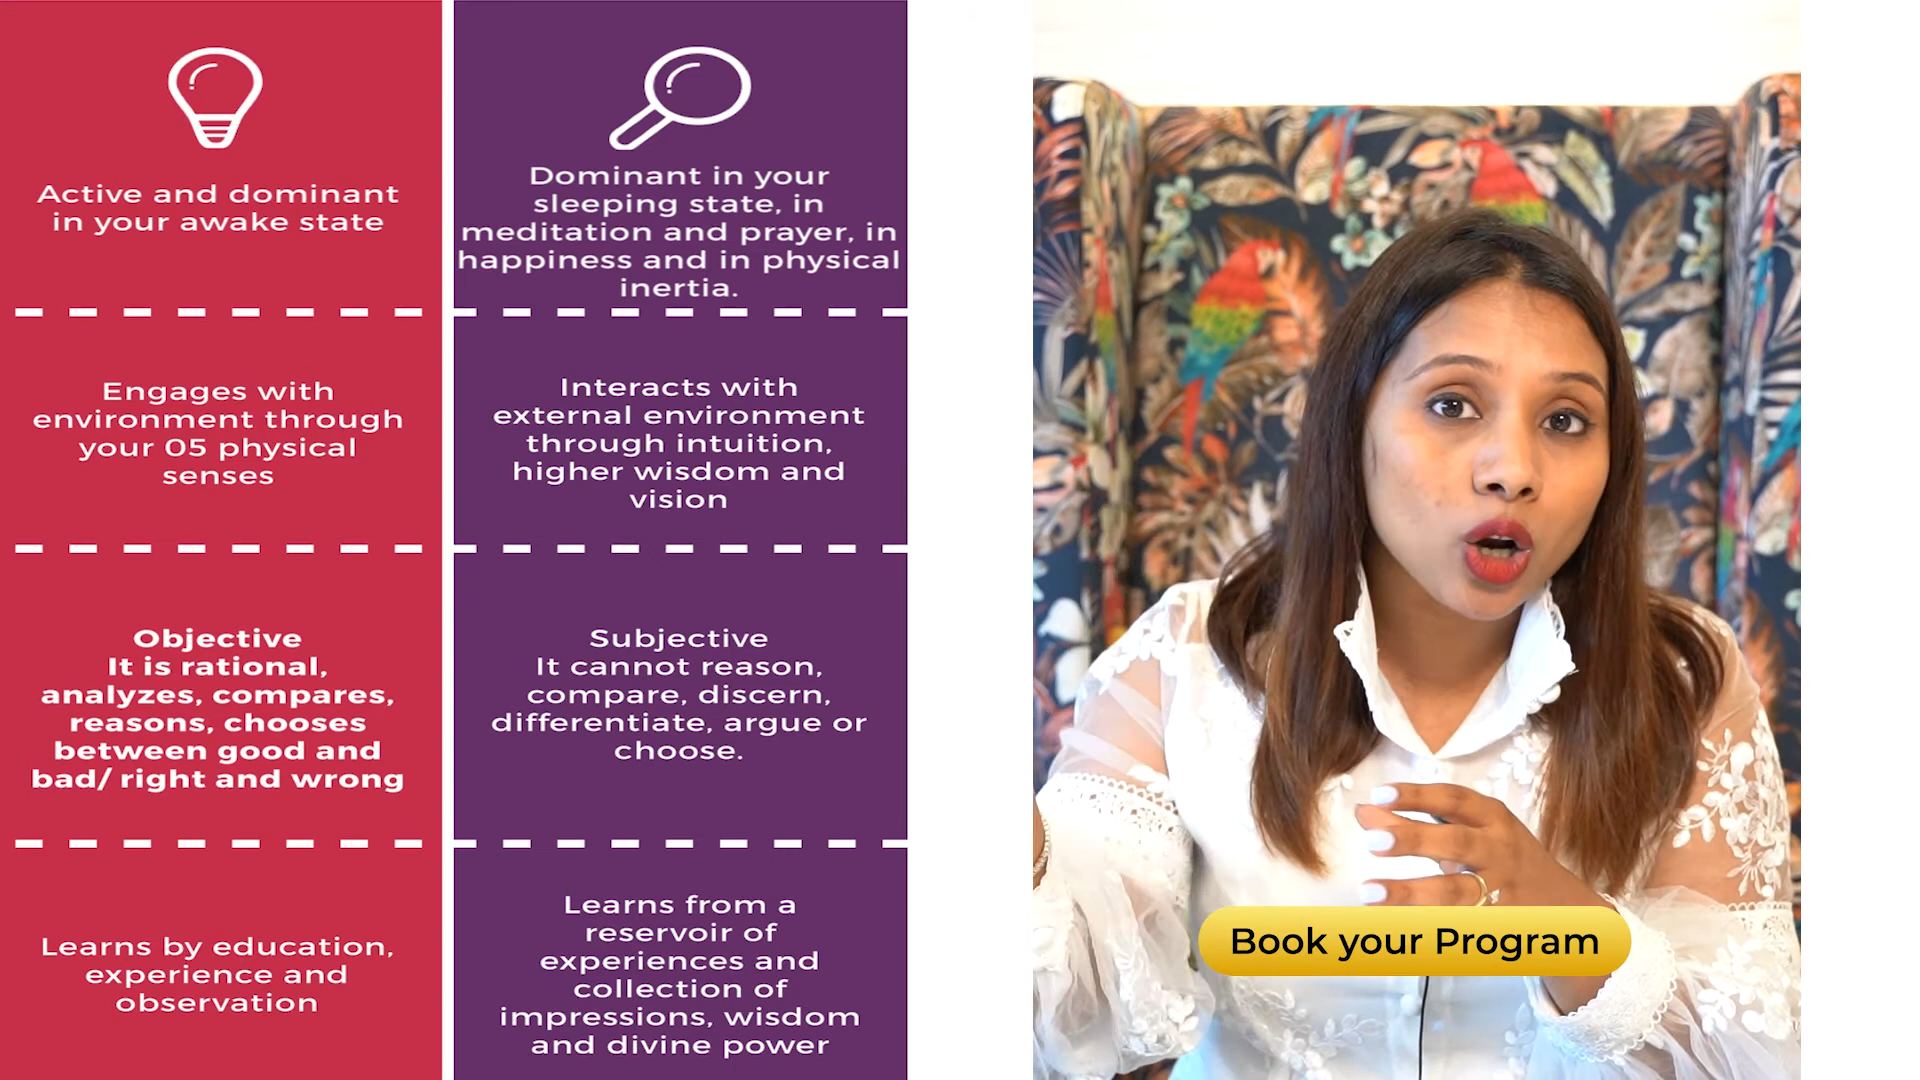 Active and dominant
in your awake state
Engages with
environment through
your 05 physical
senses
Objective
It is rational,
analyzes, compares,
reasons, chooses
between good and
bad/ right and wrong
Learns by education,
experience and
observation
Dominant in your
sleeping state, in
meditation and prayer, in
happiness and in physical
inertia.
Interacts with
external environment
through intuition,
higher wisdom and
vision
Subjective
It cannot reason,
compare, discern,
differentiate, argue or
choose.
Learns from a
reservoir of
experiences and
collection of
impressions, wisdom
and divine power
Book your Program